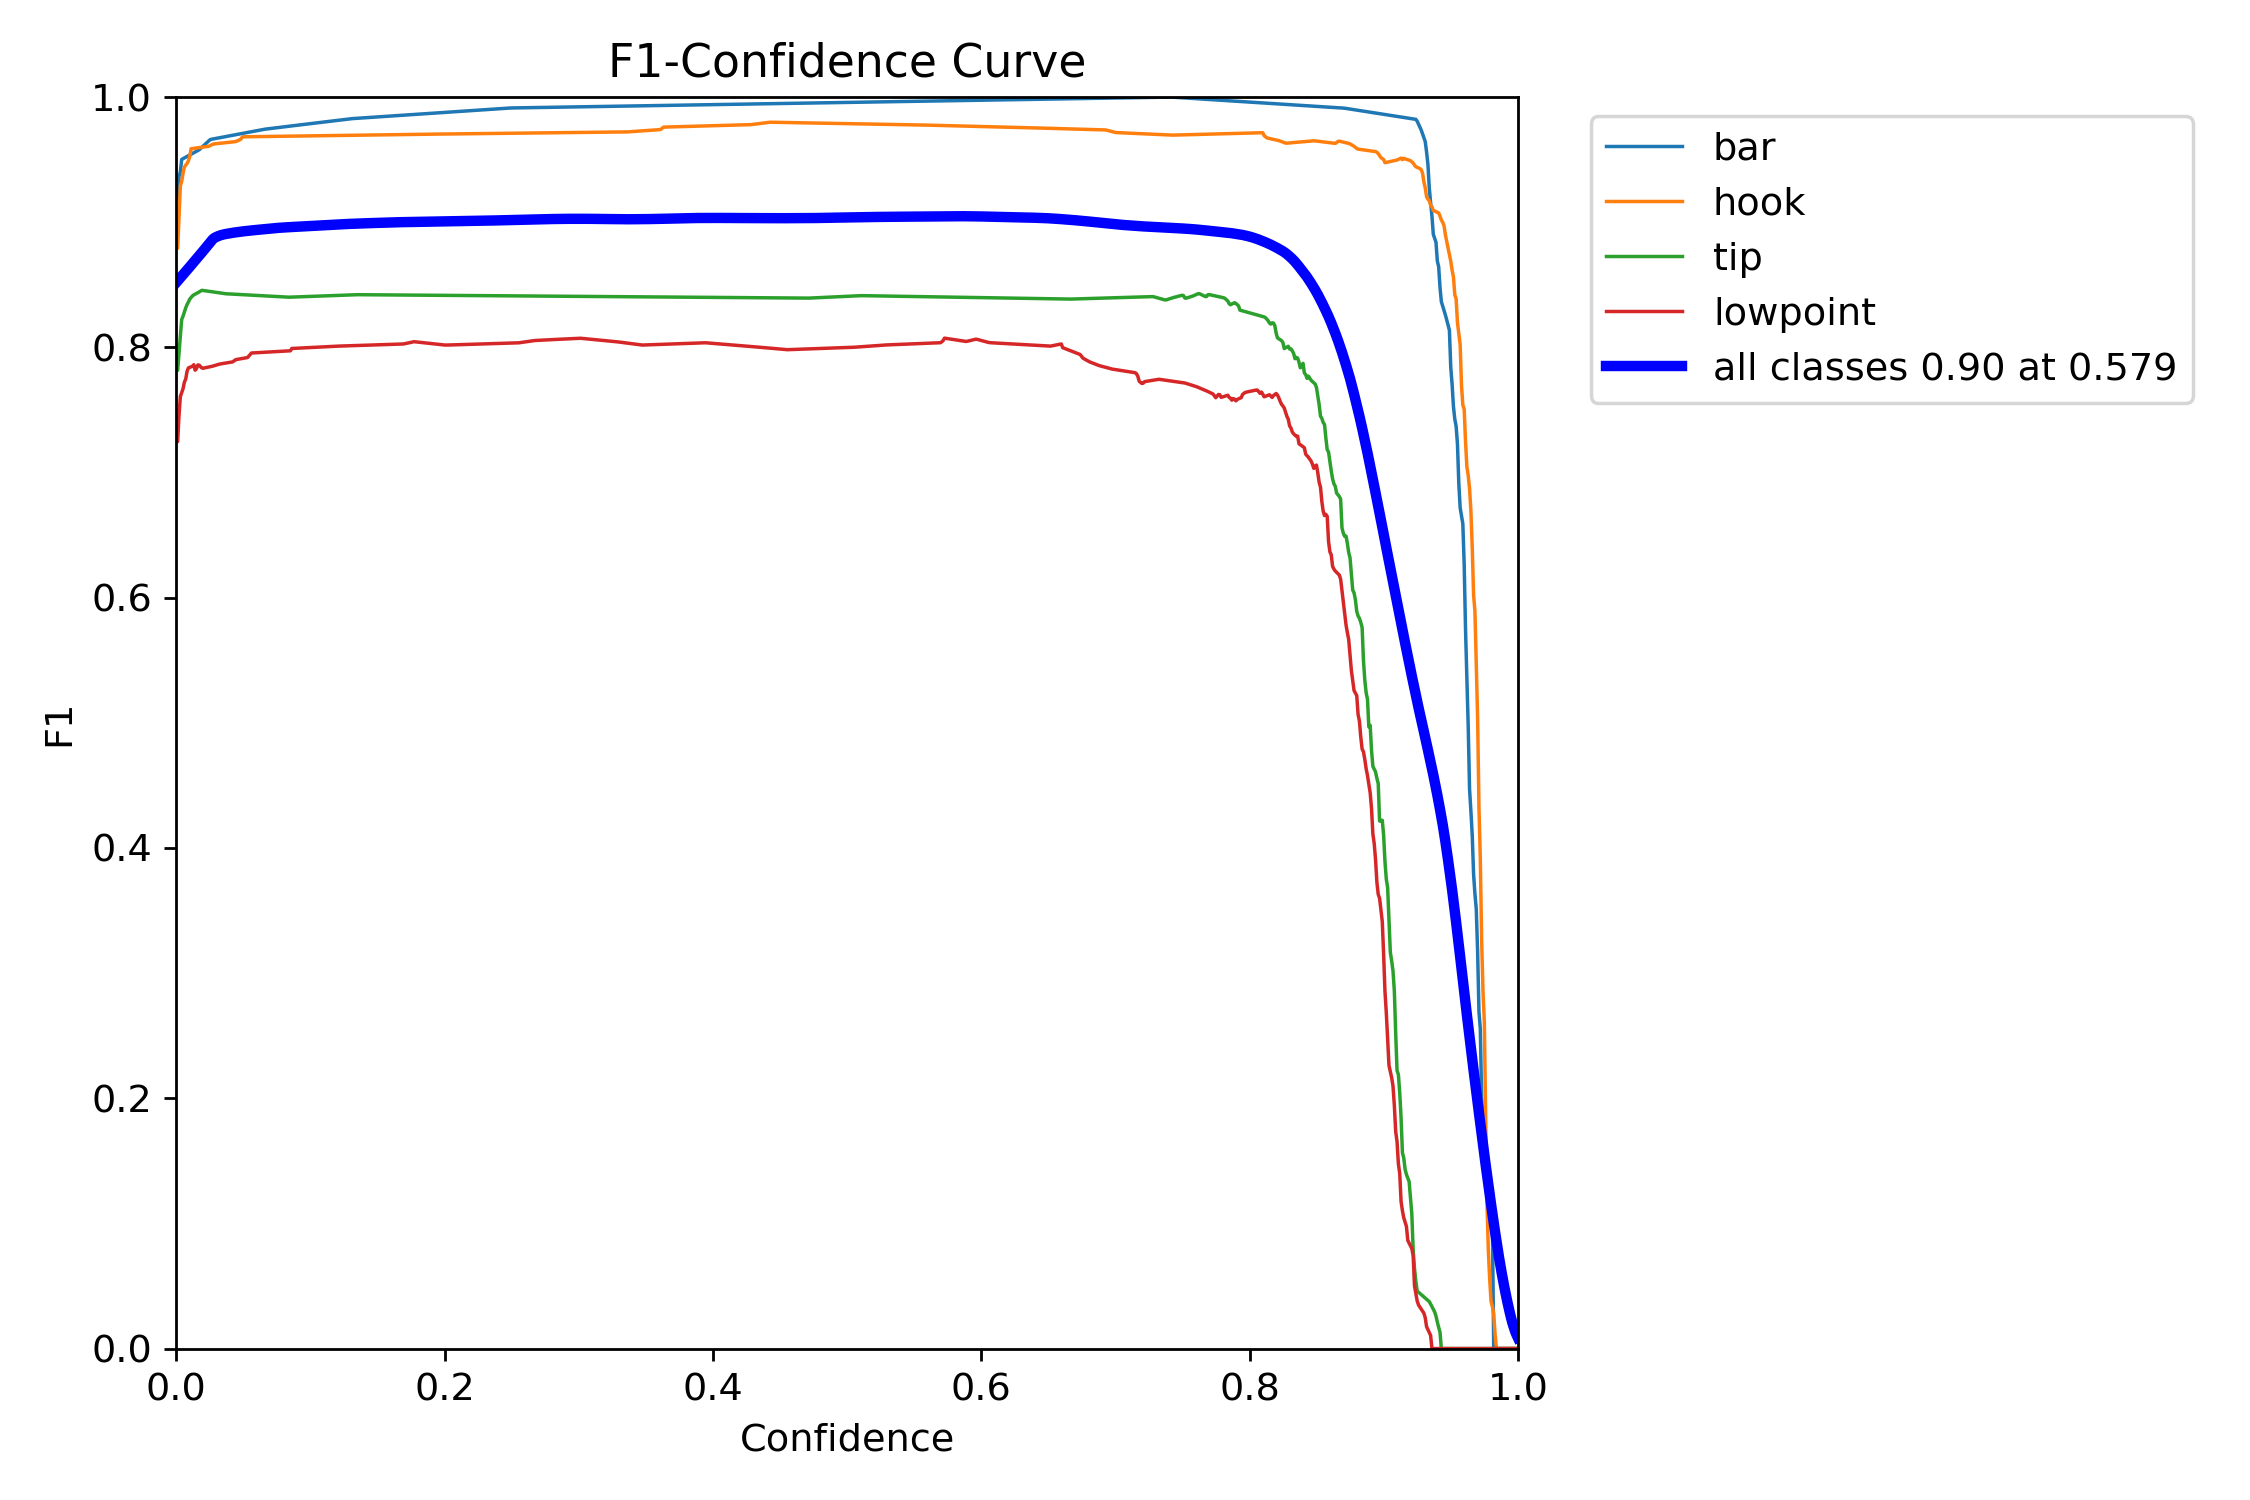 F1-Confidence Curve
1.0
0.8
0.6
0.4
0.2
0.0
F1
0.0 0.2 0.4 0.6 0.8 1.0
Confidence
bar
hook
tip
lowpoint
all classes 0.90 at 0.579